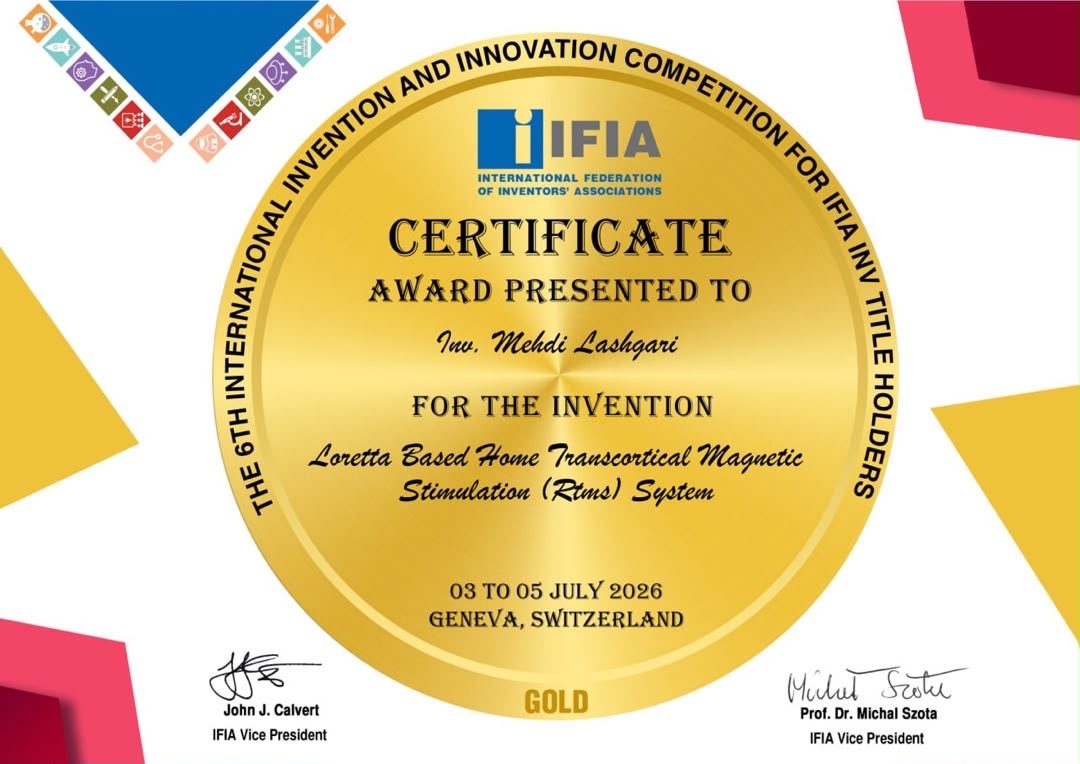 THE 6TH INTERNATIONAL INVENTION AND INNOVATION COMPETITION FOR IFIA INV TITLE HOLDERS
IFIA
INTERNATIONAL FEDERATION
OF INVENTORS' ASSOCIATIONS
CERTIFICATE
AWARD PRESENTED TO
Inv. Mehdi Lashgari
FOR THE INVENTION
Loretta Based Home Transcortical Magnetic
Stimulation (Rtms) System
03 TO 05 JULY 2026
GENEVA, SWITZERLAND
GOLD
John J. Calvert
IFIA Vice President
Michal Szota
Prof. Dr. Michal Szota
IFIA Vice President